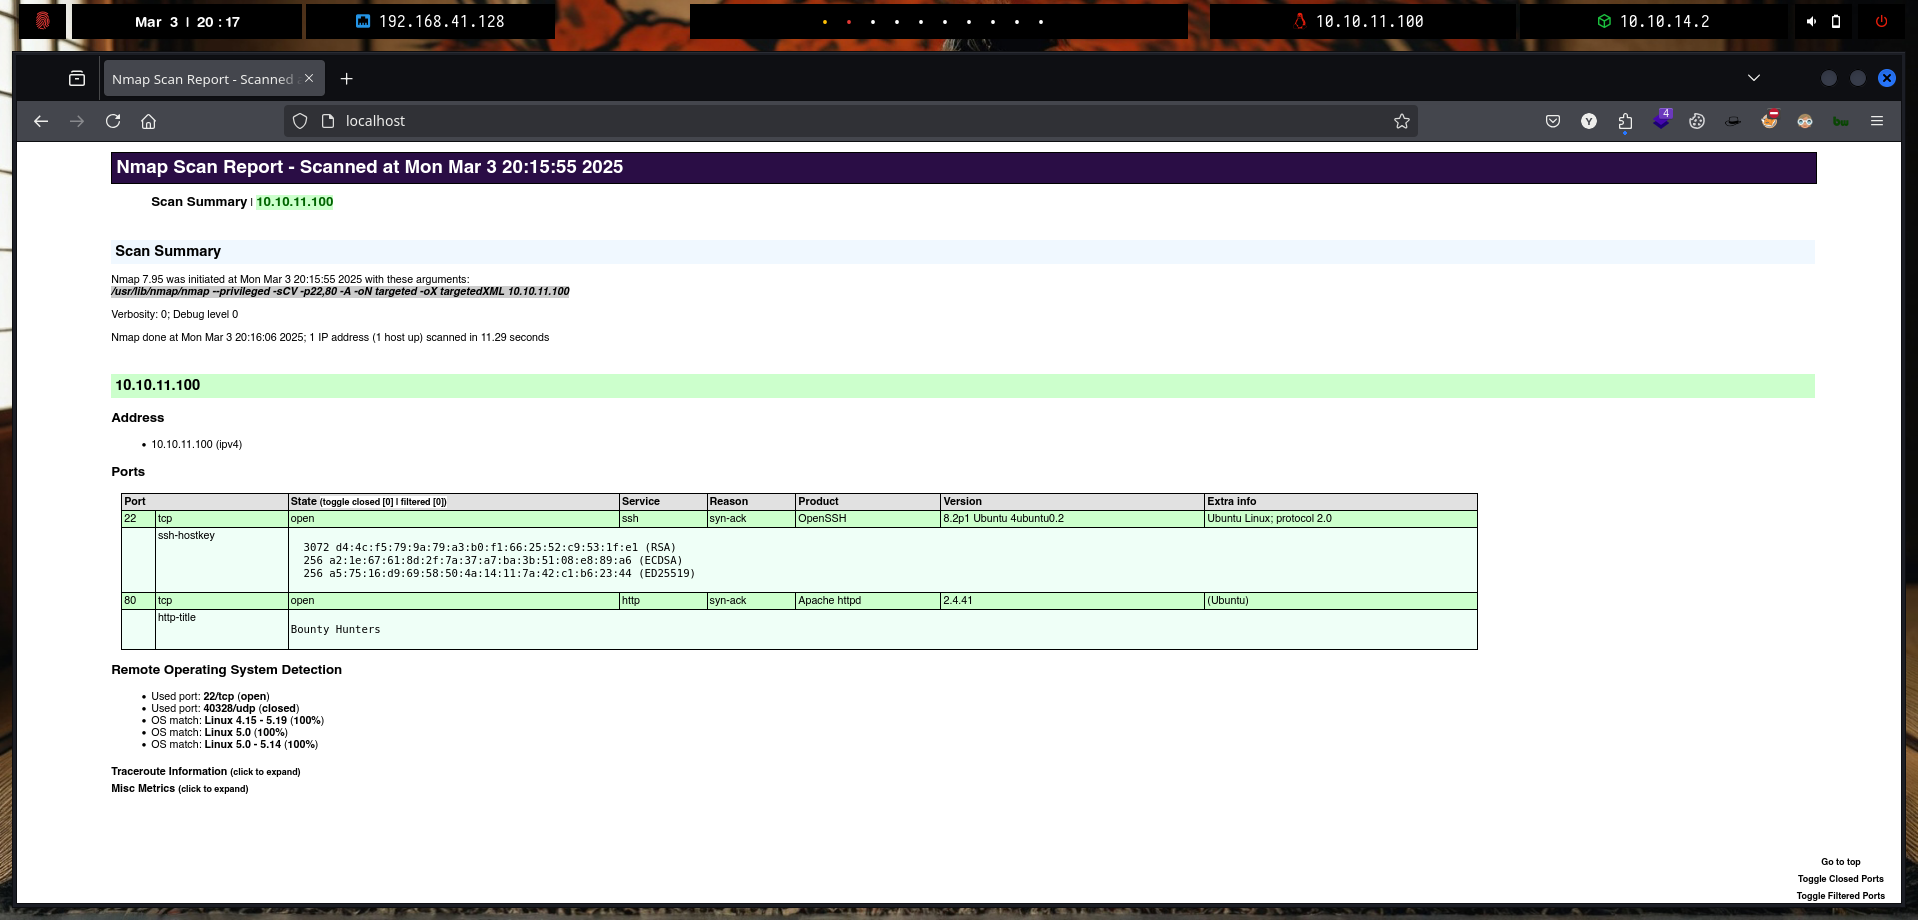 Mar 3 | 20:17
192.168.41.128
10.10.11.100
10.10.14.2
Nmap Scan Report - Scanned
localhost
4
Y
bw
Nmap Scan Report - Scanned at Mon Mar 3 20:15:55 2025
Scan Summary | 10.10.11.100
Scan Summary
Nmap 7.95 was initiated at Mon Mar 3 20:15:55 2025 with these arguments:
/usr/lib/nmap/nmap --privileged -sCV -p22,80 -A -oN targeted -oX targetedXML 10.10.11.100
Verbosity: 0; Debug level 0
Nmap done at Mon Mar 3 20:16:06 2025; 1 IP address (1 host up) scanned in 11.29 seconds
10.10.11.100
Address
• 10.10.11.100 (ipv4)
Ports
Port State (toggle closed [0] | filtered [0]) Service Reason Product Version Extra info
22 tcp open ssh syn-ack OpenSSH 8.2p1 Ubuntu 4ubuntu0.2 Ubuntu Linux; protocol 2.0
ssh-hostkey
3072 d4:4c:f5:79:9a:79:a3:b0:f1:66:25:52:c9:53:1f:e1 (RSA)
256 a2:1e:67:61:8d:2f:7a:37:a7:ba:3b:51:08:e8:89:a6 (ECDSA)
256 a5:75:16:d9:69:58:50:4a:14:11:7a:42:c1:b6:23:44 (ED25519)
80 tcp open http syn-ack Apache httpd 2.4.41 (Ubuntu)
http-title
Bounty Hunters
Remote Operating System Detection
• Used port: 22/tcp (open)
• Used port: 40328/udp (closed)
• OS match: Linux 4.15 - 5.19 (100%)
• OS match: Linux 5.0 (100%)
• OS match: Linux 5.0 - 5.14 (100%)
Traceroute Information (click to expand)
Misc Metrics (click to expand)
Go to top
Toggle Closed Ports
Toggle Filtered Ports